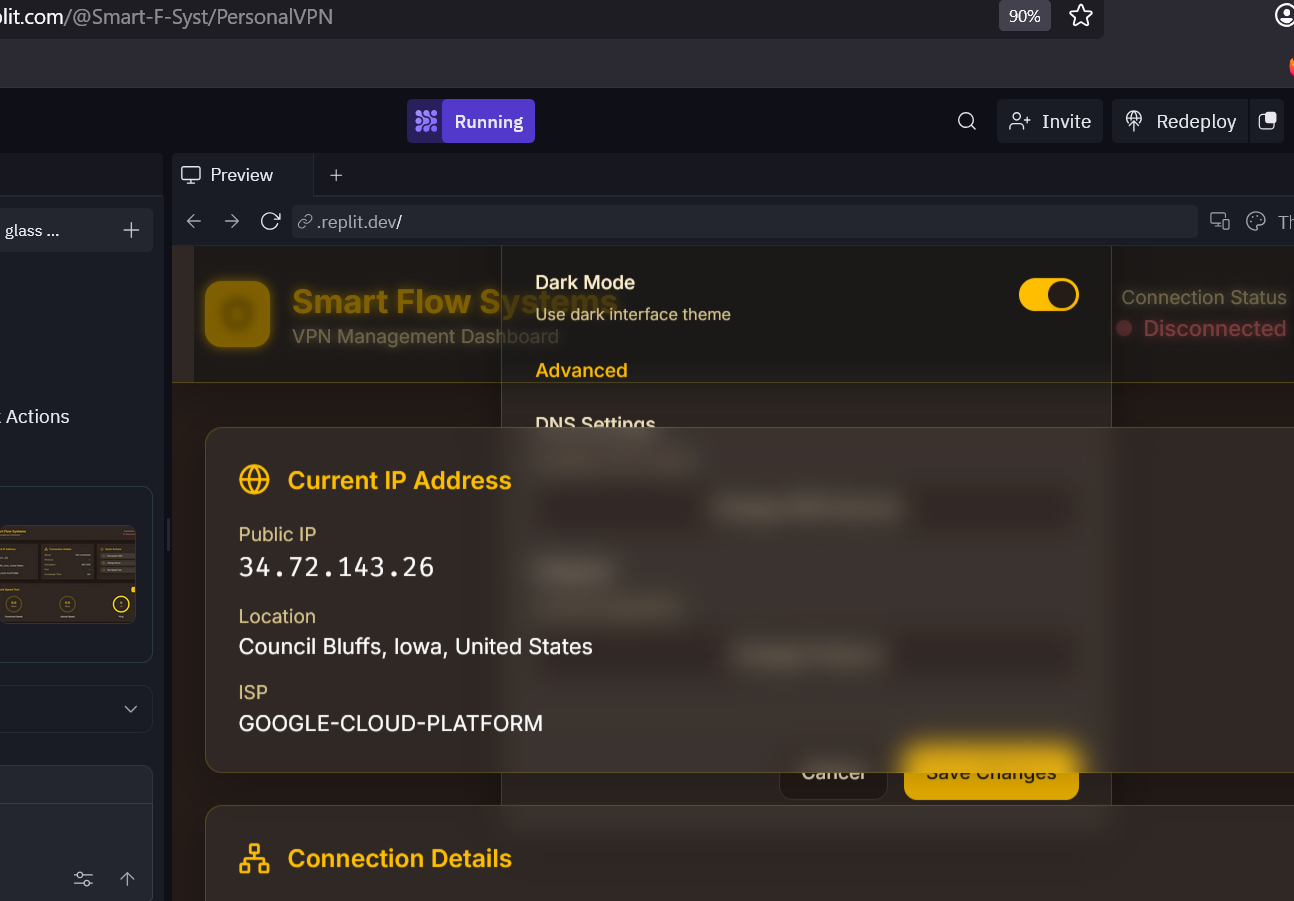 plit.com/@Smart-F-Syst/PersonalVPN
90%
Running
Invite
Redeploy
Preview
glass ...
.replit.dev/
Th
Dark Mode
Use dark interface theme
Smart Flow Systems
VPN Management Dashboard
Connection Status
Disconnected
Advanced
DNS Settings
Actions
Current IP Address
Public IP
34.72.143.26
Location
Council Bluffs, Iowa, United States
ISP
GOOGLE-CLOUD-PLATFORM
Cancel
Save Changes
Connection Details